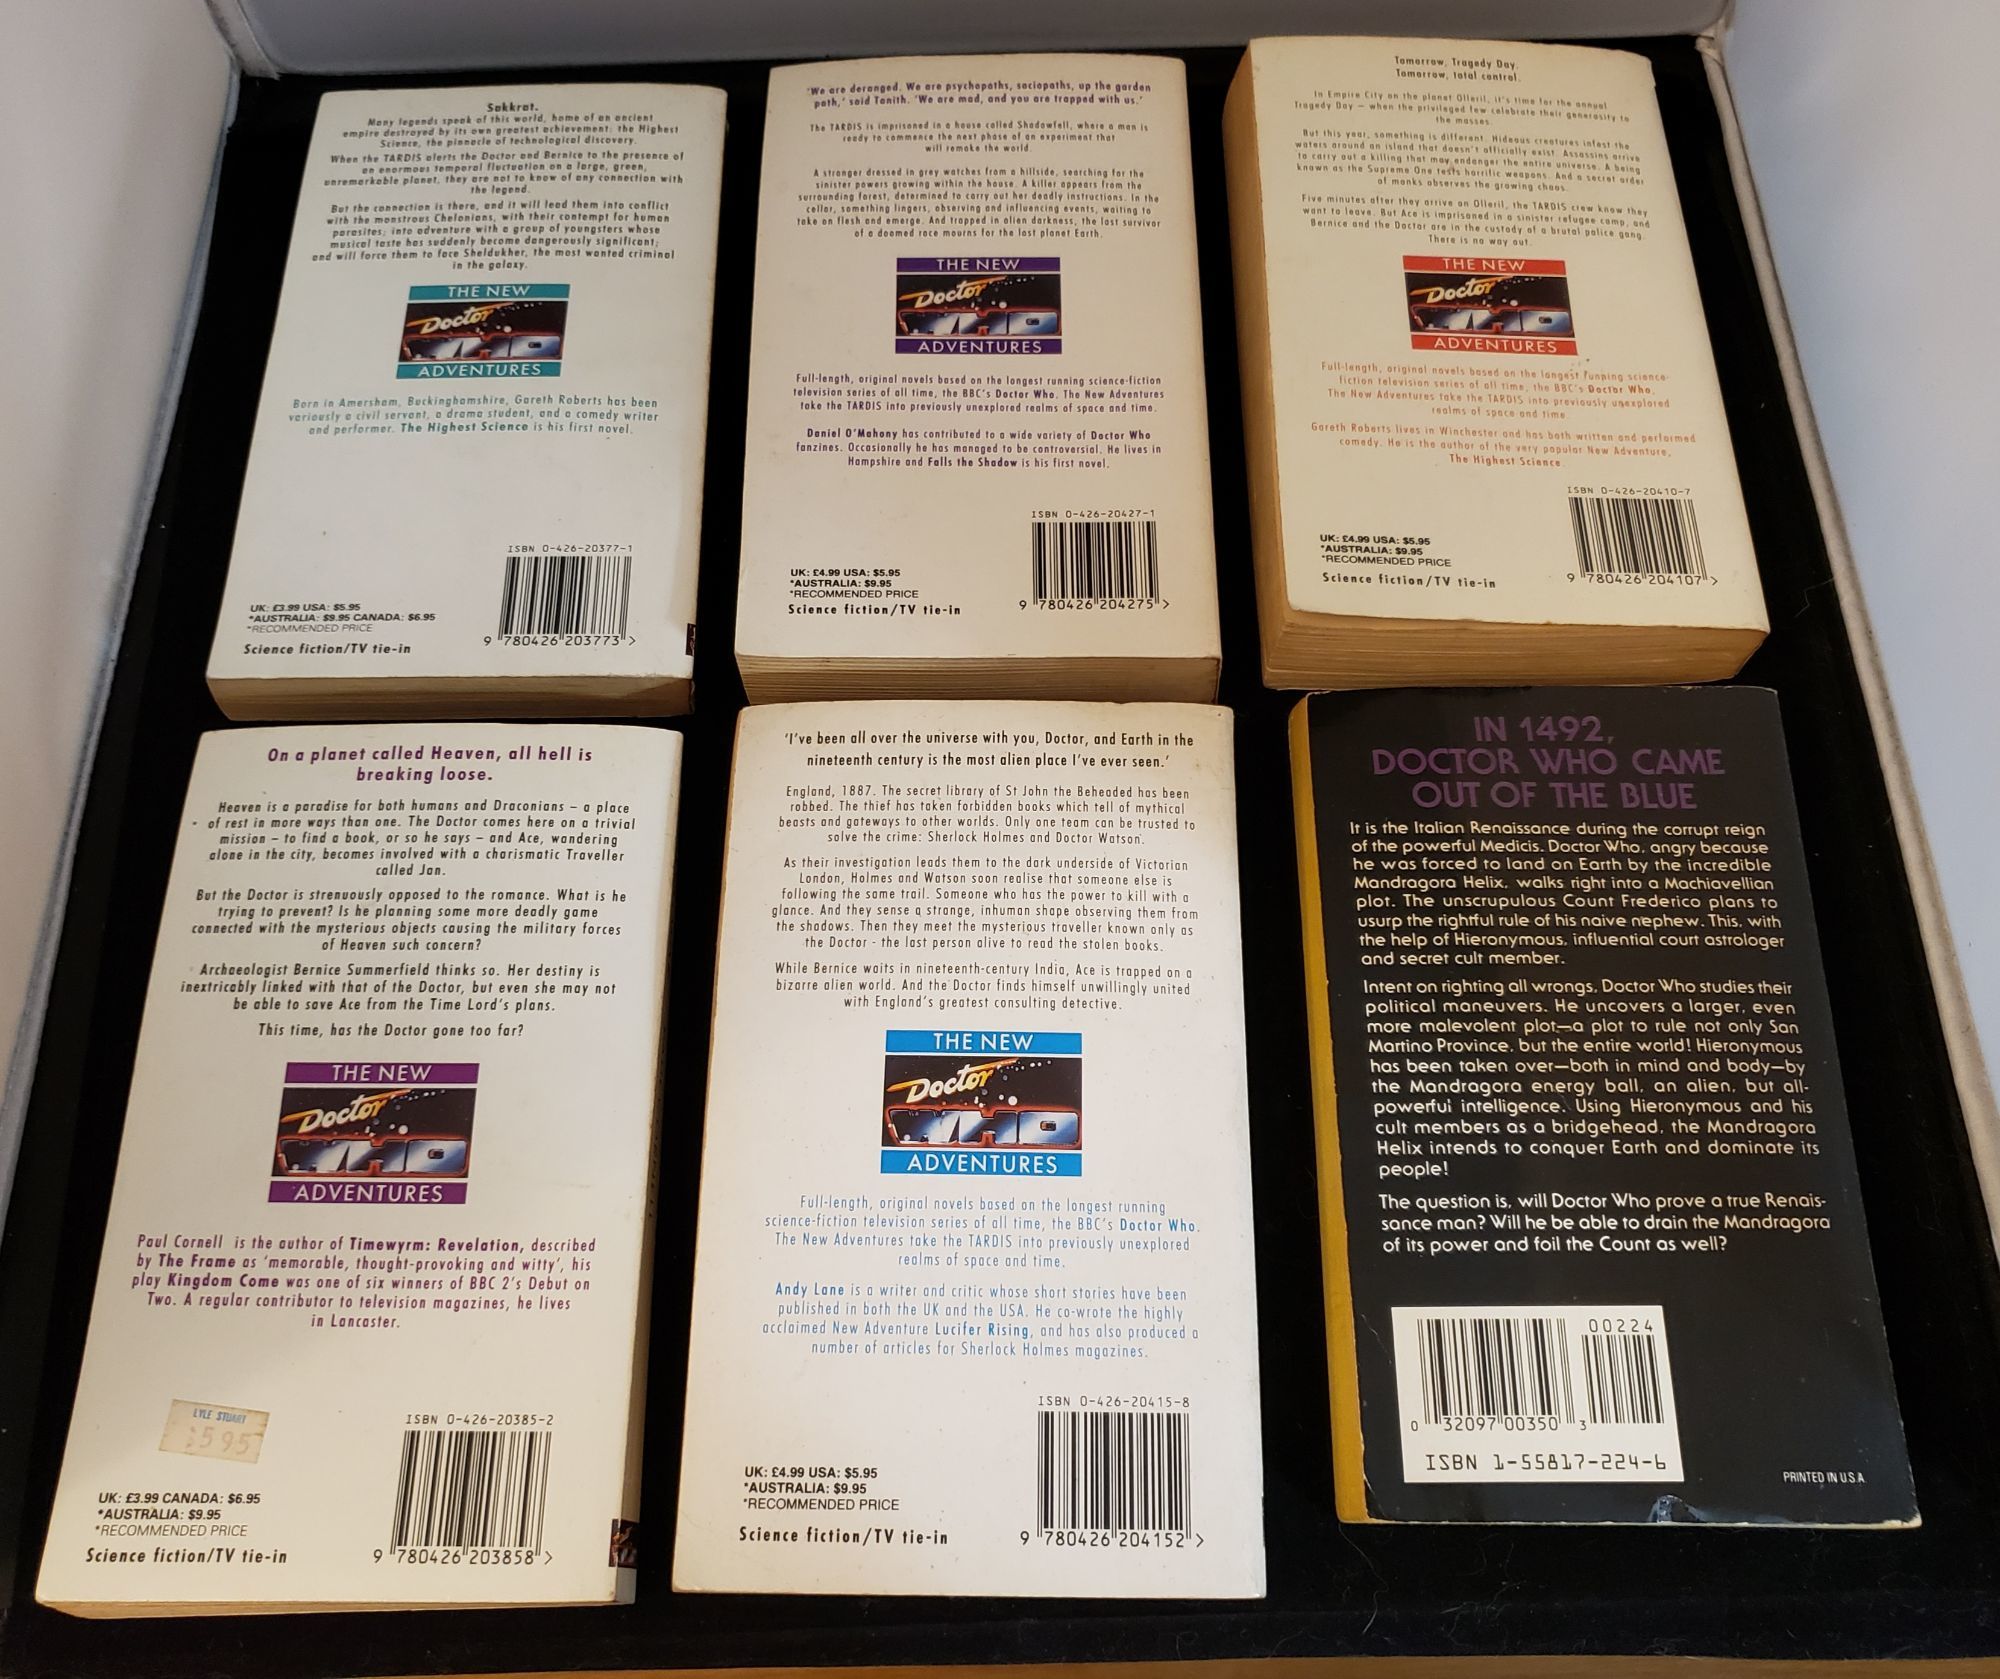 Sakkrat.
Many legends speak of this world, home of an ancient
empire destroyed by its own greatest achievement: the Highest
Science, the pinnacle of technological discovery.
When the TARDIS alerts the Doctor and Bernice to the presence of
an enormous temporal fluctuation on a large, green,
unremarkable planet, they are not to know of any connection with
the legend.
But the connection is there, and it will lead them into conflict
with the monstrous Chelonians, with their contempt for human
parasites; into adventure with a group of youngsters whose
musical taste has suddenly become dangerously significant;
and will force them to face Sheldukher, the most wanted criminal
in the galaxy.
THE NEW
Doctor
WHO
ADVENTURES
Born in Amersham, Buckinghamshire, Gareth Roberts has been
variously a civil servant, a drama student, and a comedy writer
and performer. The Highest Science is his first novel.
ISBN 0-426-20377-1
UK: £3.99 USA: $5.95
*AUSTRALIA: $9.95 CANADA: $6.95
*RECOMMENDED PRICE
Science fiction/TV tie-in
9 780426 203773 >
'We are deranged. We are psychopaths, sociopaths, up the garden
path,' said Tanith. 'We are mad, and you are trapped with us.'
The TARDIS is imprisoned in a house called Shadowfell, where a man is
ready to commence the next phase of an experiment that
will remake the world.
A stranger dressed in grey watches from a hillside, searching for the
sinister powers growing within the house. A killer appears from the
surrounding forest, determined to carry out her deadly instructions. In the
cellar, something lingers, observing and influencing events, waiting to
take on flesh and emerge. And trapped in alien darkness, the last survivor
of a doomed race mourns for the lost planet Earth.
THE NEW
Doctor
WHO
ADVENTURES
Full-length, original novels based on the longest running science-fiction
television series of all time, the BBC's Doctor Who. The New Adventures
take the TARDIS into previously unexplored realms of space and time.
Daniel O'Mahony has contributed to a wide variety of Doctor Who
fanzines. Occasionally he has managed to be controversial. He lives in
Hampshire and Falls the Shadow is his first novel.
ISBN 0-426-20427-1
UK: £4.99 USA: $5.95
*AUSTRALIA: $9.95
*RECOMMENDED PRICE
Science fiction/TV tie-in
9 780426 204275 >
Tomorrow, Tragedy Day.
Tomorrow, total control.
In Empire City on the planet Olleril, it's time for the annual
Tragedy Day – when the privileged few celebrate their generosity to
the masses.
But this year, something is different. Hideous creatures infest the
waters around an island that doesn't officially exist. Assassins arrive
to carry out a killing that may endanger the entire universe. A being
known as the Supreme One tests horrific weapons. And a secret order
of monks observes the growing chaos.
Five minutes after they arrive on Olleril, the TARDIS crew know they
want to leave. But Ace is imprisoned in a sinister refugee camp, and
Bernice and the Doctor are in the custody of a brutal police gang.
There is no way out.
THE NEW
Doctor
WHO
ADVENTURES
Full-length, original novels based on the longest running science-
fiction television series of all time, the BBC's Doctor Who.
The New Adventures take the TARDIS into previously unexplored
realms of space and time.
Gareth Roberts lives in Winchester and has both written and performed
comedy. He is the author of the very popular New Adventure,
The Highest Science.
ISBN 0-426-20410-7
UK: £4.99 USA: $5.95
*AUSTRALIA: $9.95
*RECOMMENDED PRICE
Science fiction/TV tie-in
9 780426 204107 >
On a planet called Heaven, all hell is
breaking loose.
Heaven is a paradise for both humans and Draconians – a place
of rest in more ways than one. The Doctor comes here on a trivial
mission – to find a book, or so he says – and Ace, wandering
alone in the city, becomes involved with a charismatic Traveller
called Jan.
But the Doctor is strenuously opposed to the romance. What is he
trying to prevent? Is he planning some more deadly game
connected with the mysterious objects causing the military forces
of Heaven such concern?
Archaeologist Bernice Summerfield thinks so. Her destiny is
inextricably linked with that of the Doctor, but even she may not
be able to save Ace from the Time Lord's plans.
This time, has the Doctor gone too far?
THE NEW
Doctor
WHO
ADVENTURES
Paul Cornell is the author of Timewyrm: Revelation, described
by The Frame as 'memorable, thought-provoking and witty', his
play Kingdom Come was one of six winners of BBC 2's Debut on
Two. A regular contributor to television magazines, he lives
in Lancaster.
LYLE STUART
$595
ISBN 0-426-20385-2
UK: £3.99 CANADA: $6.95
*AUSTRALIA: $9.95
*RECOMMENDED PRICE
Science fiction/TV tie-in
9 780426 203858 >
'I've been all over the universe with you, Doctor, and Earth in the
nineteenth century is the most alien place I've ever seen.'
England, 1887. The secret library of St John the Beheaded has been
robbed. The thief has taken forbidden books which tell of mythical
beasts and gateways to other worlds. Only one team can be trusted to
solve the crime: Sherlock Holmes and Doctor Watson.
As their investigation leads them to the dark underside of Victorian
London, Holmes and Watson soon realise that someone else is
following the same trail. Someone who has the power to kill with a
glance. And they sense a strange, inhuman shape observing them from
the shadows. Then they meet the mysterious traveller known only as
the Doctor - the last person alive to read the stolen books.
While Bernice waits in nineteenth-century India, Ace is trapped on a
bizarre alien world. And the Doctor finds himself unwillingly united
with England's greatest consulting detective.
THE NEW
Doctor
WHO
ADVENTURES
Full-length, original novels based on the longest running
science-fiction television series of all time, the BBC's Doctor Who.
The New Adventures take the TARDIS into previously unexplored
realms of space and time.
Andy Lane is a writer and critic whose short stories have been
published in both the UK and the USA. He co-wrote the highly
acclaimed New Adventure Lucifer Rising, and has also produced a
number of articles for Sherlock Holmes magazines.
ISBN 0-426-20415-8
UK: £4.99 USA: $5.95
*AUSTRALIA: $9.95
*RECOMMENDED PRICE
Science fiction/TV tie-in
9 780426 204152 >
IN 1492,
DOCTOR WHO CAME
OUT OF THE BLUE
It is the Italian Renaissance during the corrupt reign
of the powerful Medicis. Doctor Who, angry because
he was forced to land on Earth by the incredible
Mandragora Helix, walks right into a Machiavellian
plot. The unscrupulous Count Frederico plans to
usurp the rightful rule of his naive nephew. This, with
the help of Hieronymous, influential court astrologer
and secret cult member.
Intent on righting all wrongs, Doctor Who studies their
political maneuvers. He uncovers a larger, even
more malevolent plot—a plot to rule not only San
Martino Province, but the entire world! Hieronymous
has been taken over—both in mind and body—by
the Mandragora energy ball, an alien, but all-
powerful intelligence. Using Hieronymous and his
cult members as a bridgehead, the Mandragora
Helix intends to conquer Earth and dominate its
people!
The question is, will Doctor Who prove a true Renais-
sance man? Will he be able to drain the Mandragora
of its power and foil the Count as well?
00224
0 32097 00350 3
ISBN 1-55817-224-6
PRINTED IN U.S.A.